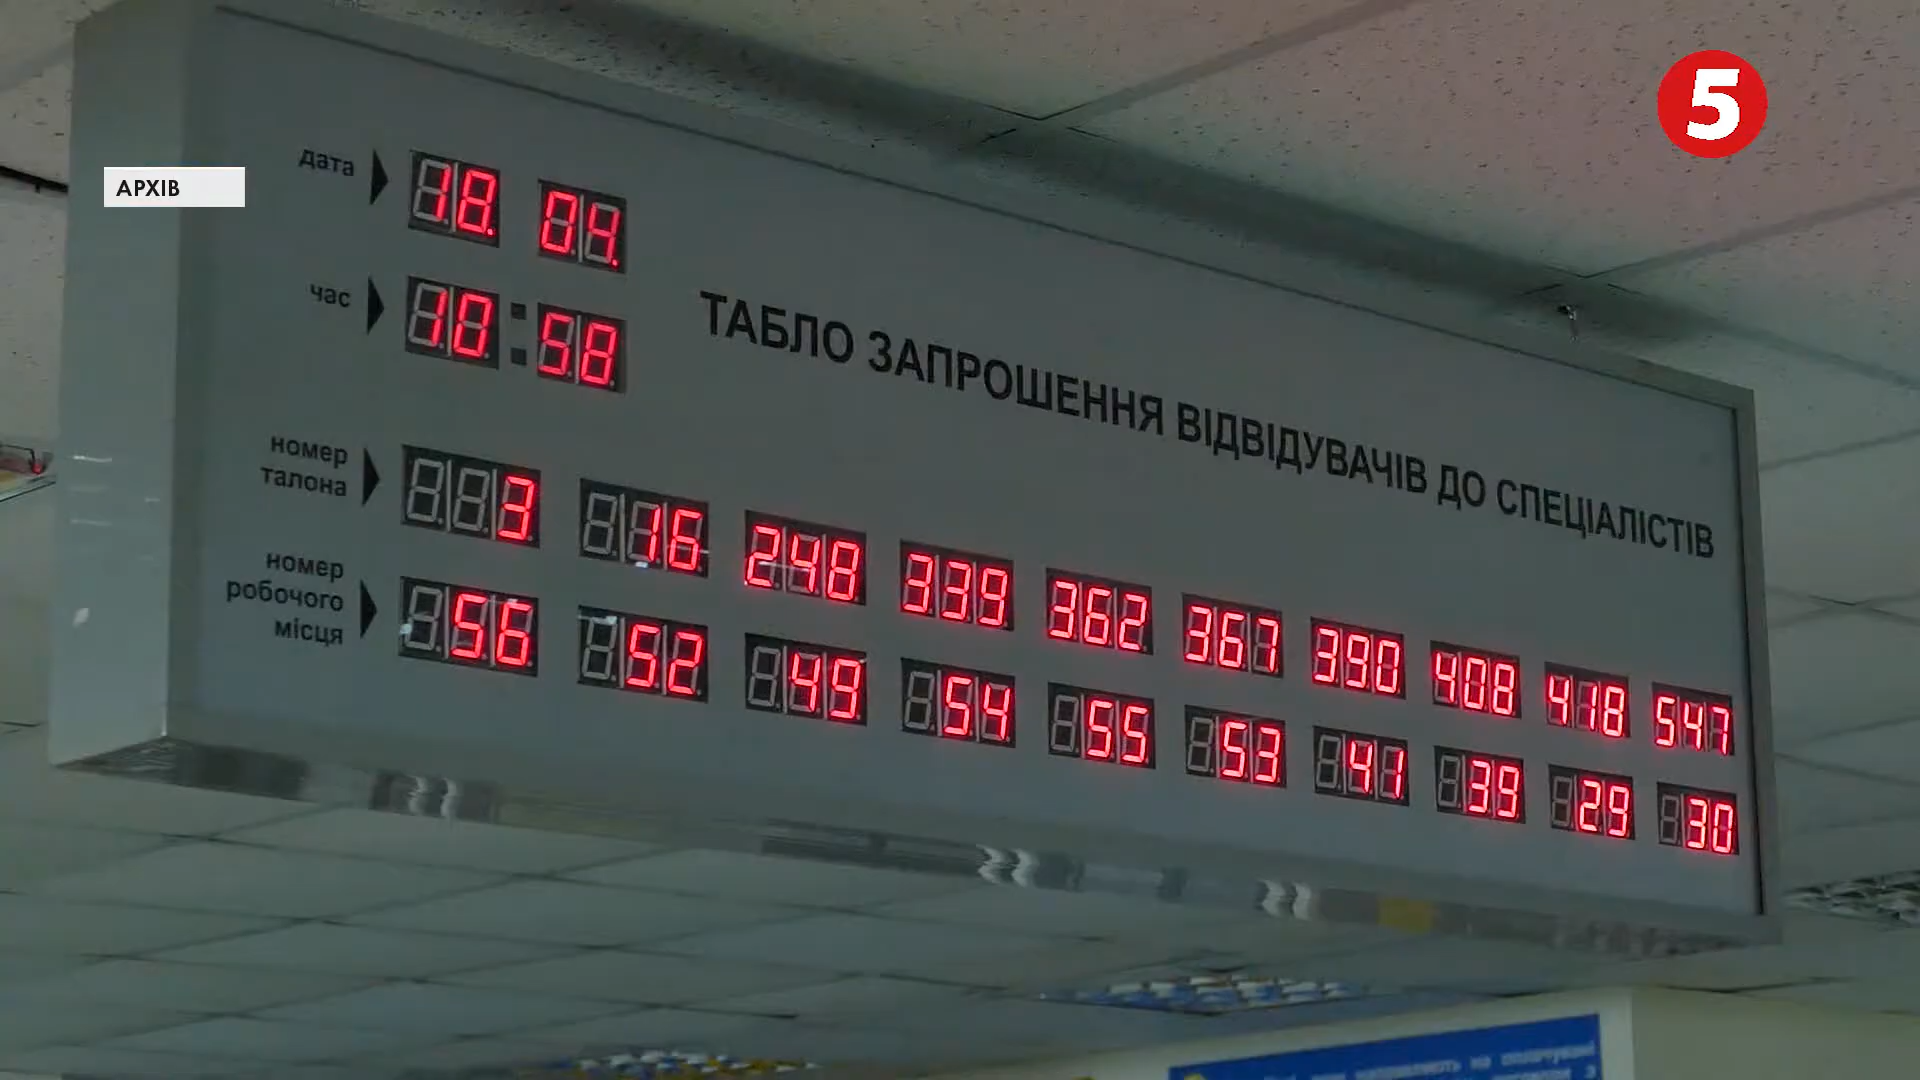 5
АРХІВ
дата 18. 04.
час 10:58
ТАБЛО ЗАПРОШЕННЯ ВІДВІДУВАЧІВ ДО СПЕЦІАЛІСТІВ
номер
талона
3 16 248 339 362 367 390 408 418 547
номер
робочого
місця
56 52 49 54 55 53 41 39 29 30